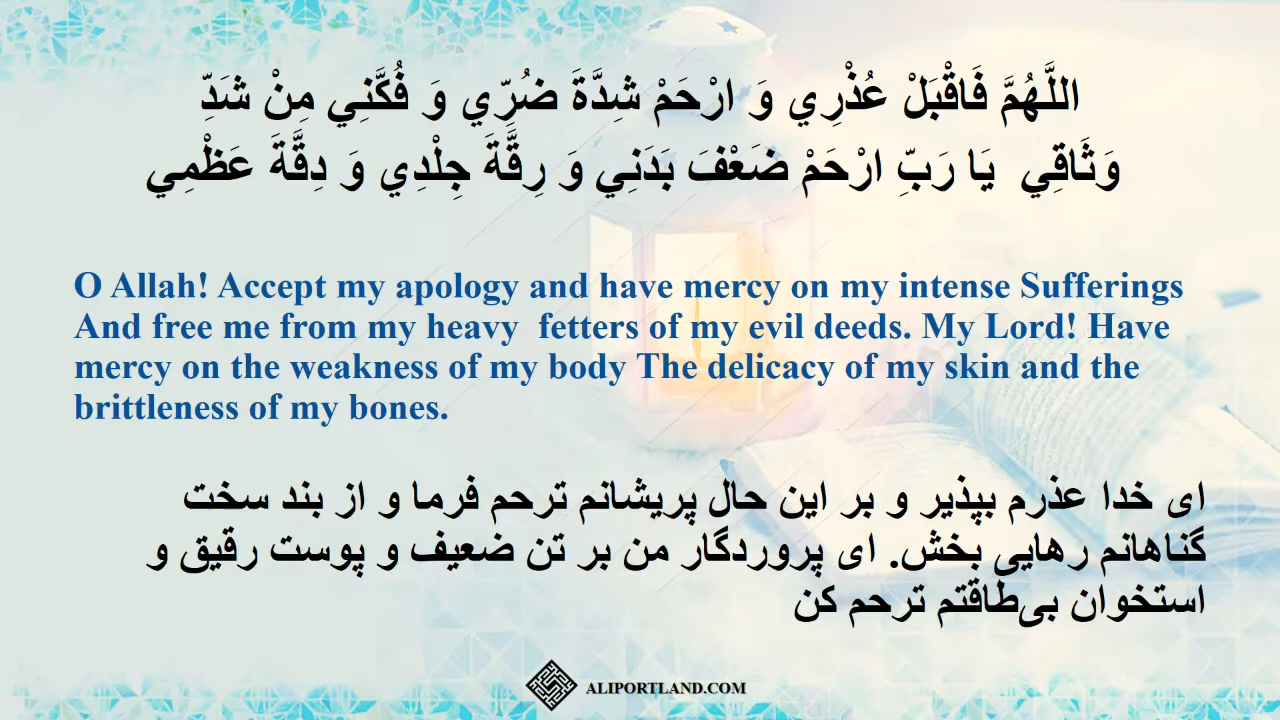 اللَّهُمَّ فَاقْبَلْ عُذْرِي وَ ارْحَمْ شِدَّةَ ضُرِّي وَ فُكَّنِي مِنْ شَدِّ
وَثَاقِي يَا رَبِّ ارْحَمْ ضَعْفَ بَدَنِي وَ رِقَّةَ جِلْدِي وَ دِقَّةَ عَظْمِي
O Allah! Accept my apology and have mercy on my intense Sufferings
And free me from my heavy fetters of my evil deeds. My Lord! Have
mercy on the weakness of my body The delicacy of my skin and the
brittleness of my bones.
ای خدا عذرم بپذیر و بر این حال پریشانم ترحم فرما و از بند سخت
گناهانم رهایی بخش. ای پروردگار من بر تن ضعیف و پوست رقیق و
استخوان بی‌طاقتم ترحم کن
ALIPORTLAND.COM